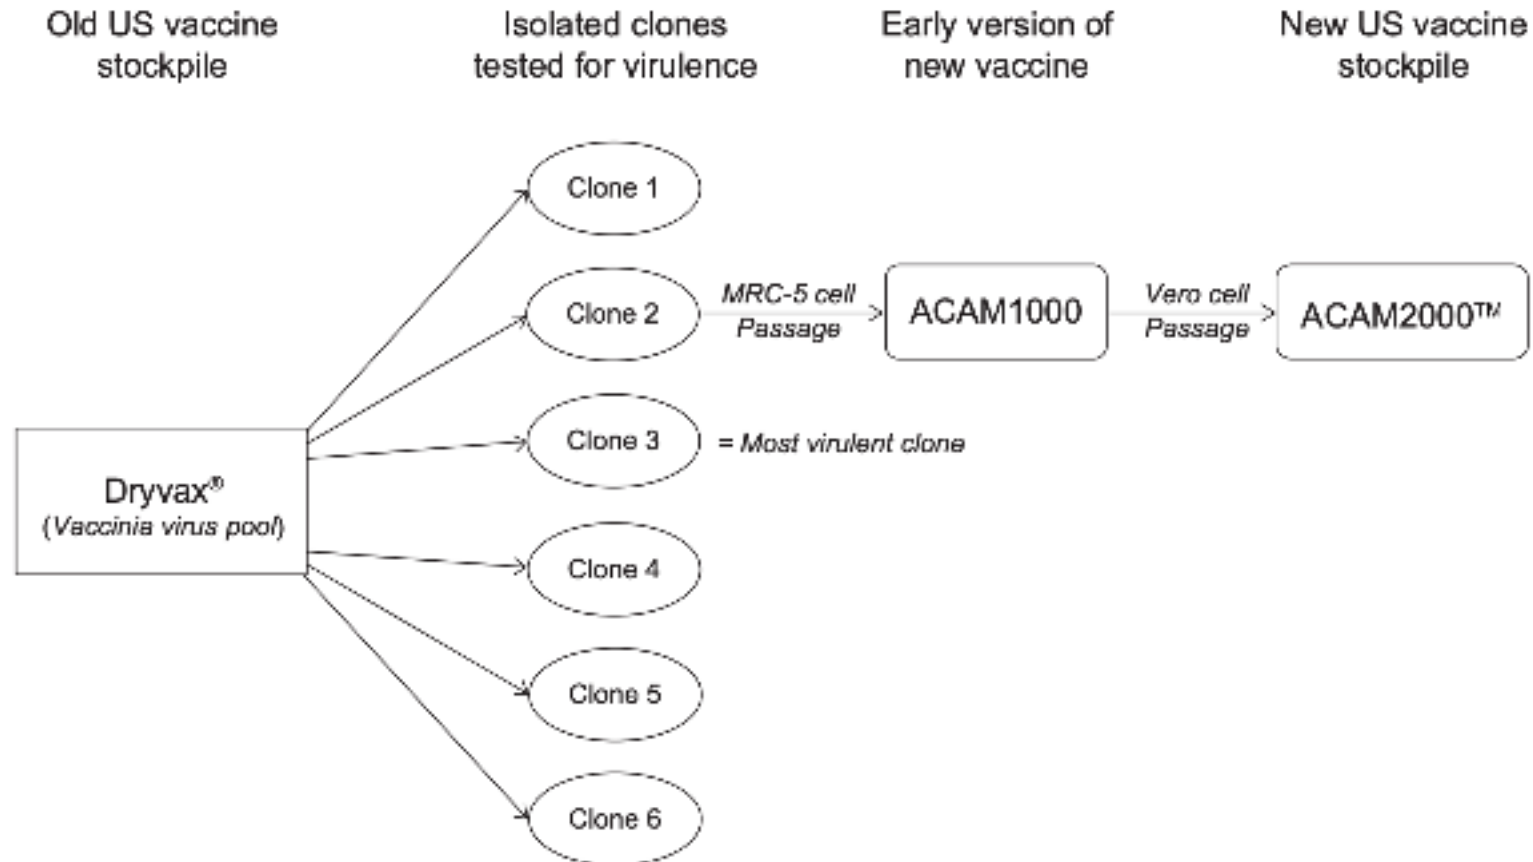 Old US vaccine
stockpile
Isolated clones
tested for virulence
Early version of
new vaccine
New US vaccine
stockpile
Clone 1
Clone 2
MRC-5 cell
Passage
ACAM1000
Vero cell
Passage
ACAM2000™
Clone 3
= Most virulent clone
Dryvax®
(Vaccinia virus pool)
Clone 4
Clone 5
Clone 6